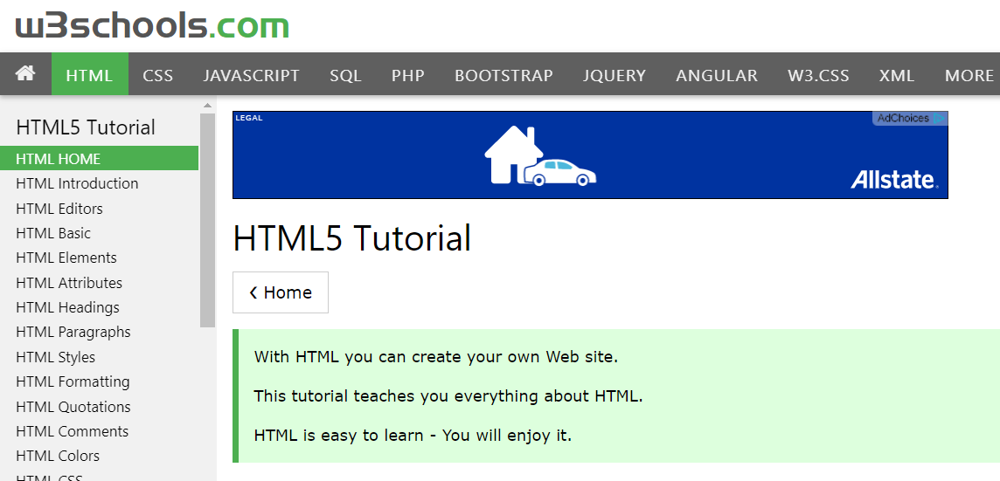 w3schools.com
HTML CSS JAVASCRIPT SQL PHP BOOTSTRAP JQUERY ANGULAR W3.CSS XML MORE
HTML5 Tutorial
HTML HOME
HTML Introduction
HTML Editors
HTML Basic
HTML Elements
HTML Attributes
HTML Headings
HTML Paragraphs
HTML Styles
HTML Formatting
HTML Quotations
HTML Comments
HTML Colors
HTML CSS
LEGAL
AdChoices
Allstate.
HTML5 Tutorial
‹ Home
With HTML you can create your own Web site.
This tutorial teaches you everything about HTML.
HTML is easy to learn - You will enjoy it.